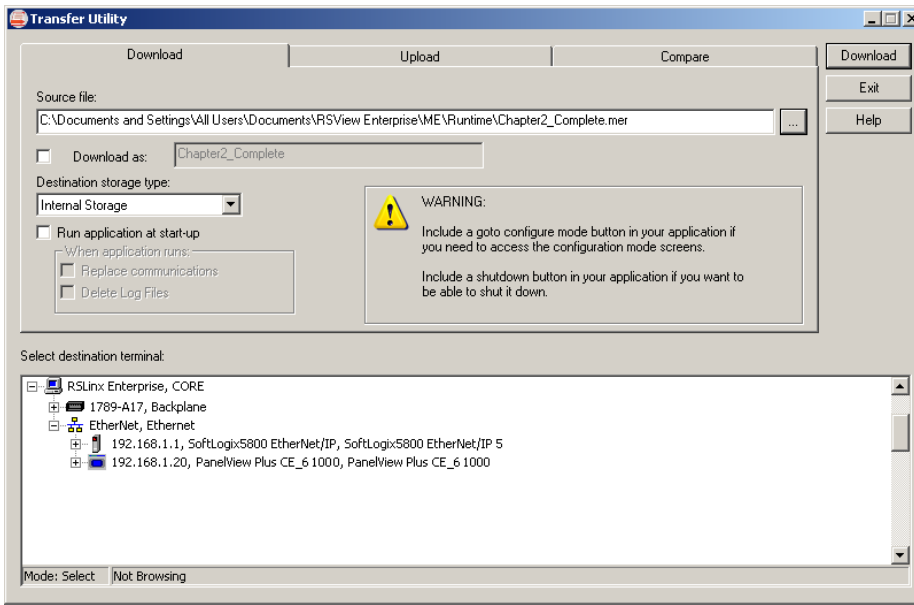 Transfer Utility
Download
Upload
Compare
Download
Exit
Help
Source file:
C:\Documents and Settings\All Users\Documents\RSView Enterprise\ME\Runtime\Chapter2_Complete.mer
...
Download as:
Chapter2_Complete
Destination storage type:
Internal Storage
Run application at start-up
When application runs:
Replace communications
Delete Log Files
WARNING:
Include a goto configure mode button in your application if
you need to access the configuration mode screens.
Include a shutdown button in your application if you want to
be able to shut it down.
Select destination terminal:
RSLinx Enterprise, CORE
1789-A17, Backplane
EtherNet, Ethernet
192.168.1.1, SoftLogix5800 EtherNet/IP, SoftLogix5800 EtherNet/IP 5
192.168.1.20, PanelView Plus CE_6 1000, PanelView Plus CE_6 1000
Mode: Select
Not Browsing